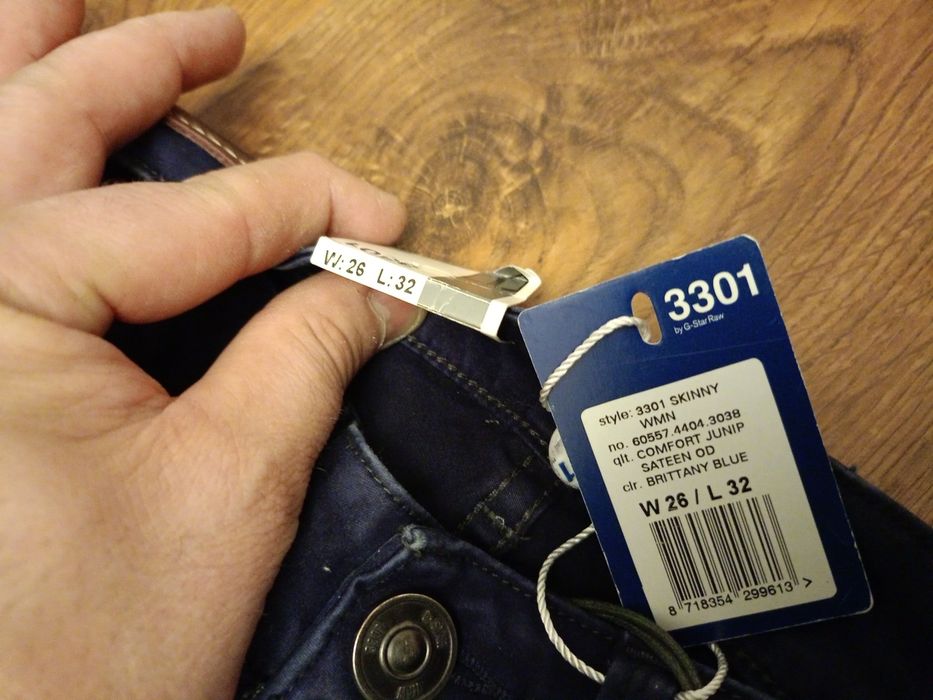 W: 26 L: 32
3301
by G-Star Raw
style: 3301 SKINNY
WMN
no. 60557.4404.3038
qlt. COMFORT JUNIP
SATEEN OD
clr. BRITTANY BLUE
W 26 / L 32
8 718354 299613 >